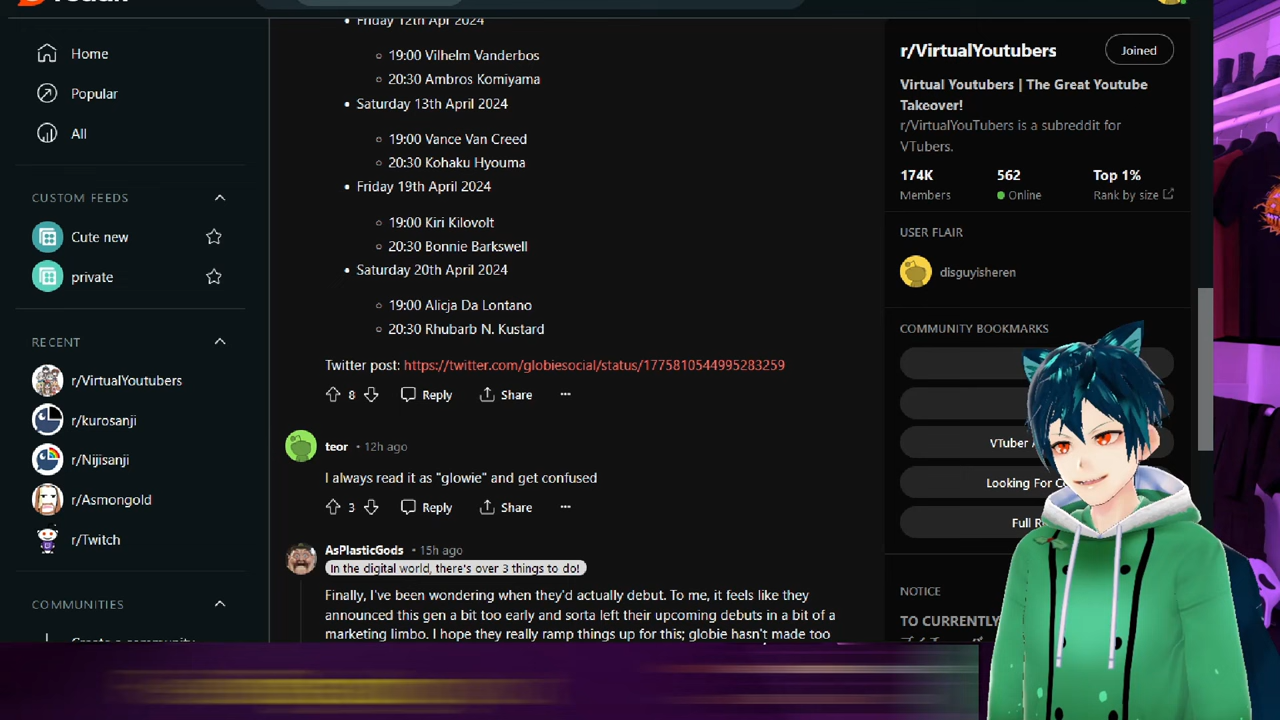 Home
Popular
All
CUSTOM FEEDS
Cute new
private
RECENT
r/VirtualYoutubers
r/kurosanji
r/Nijisanji
r/Asmongold
r/Twitch
COMMUNITIES
Create a community
• Friday 12th Apr 2024
19:00 Vilhelm Vanderbos
20:30 Ambros Komiyama
• Saturday 13th April 2024
19:00 Vance Van Creed
20:30 Kohaku Hyouma
• Friday 19th April 2024
19:00 Kiri Kilovolt
20:30 Bonnie Barkswell
• Saturday 20th April 2024
19:00 Alicja Da Lontano
20:30 Rhubarb N. Kustard
Twitter post: https://twitter.com/globiesocial/status/1775810544995283259
8 Reply Share ...
teor • 12h ago
I always read it as "glowie" and get confused
3 Reply Share ...
AsPlasticGods • 15h ago
In the digital world, there's over 3 things to do!
Finally, I've been wondering when they'd actually debut. To me, it feels like they
announced this gen a bit too early and sorta left their upcoming debuts in a bit of a
marketing limbo. I hope they really ramp things up for this; globie hasn't made too
r/VirtualYoutubers
Joined
Virtual Youtubers | The Great Youtube
Takeover!
r/VirtualYouTubers is a subreddit for
VTubers.
174K 562 Top 1%
Members Online Rank by size
USER FLAIR
disguyisheren
COMMUNITY BOOKMARKS
VTuber
Looking For
Full
NOTICE
TO CURRENTLY